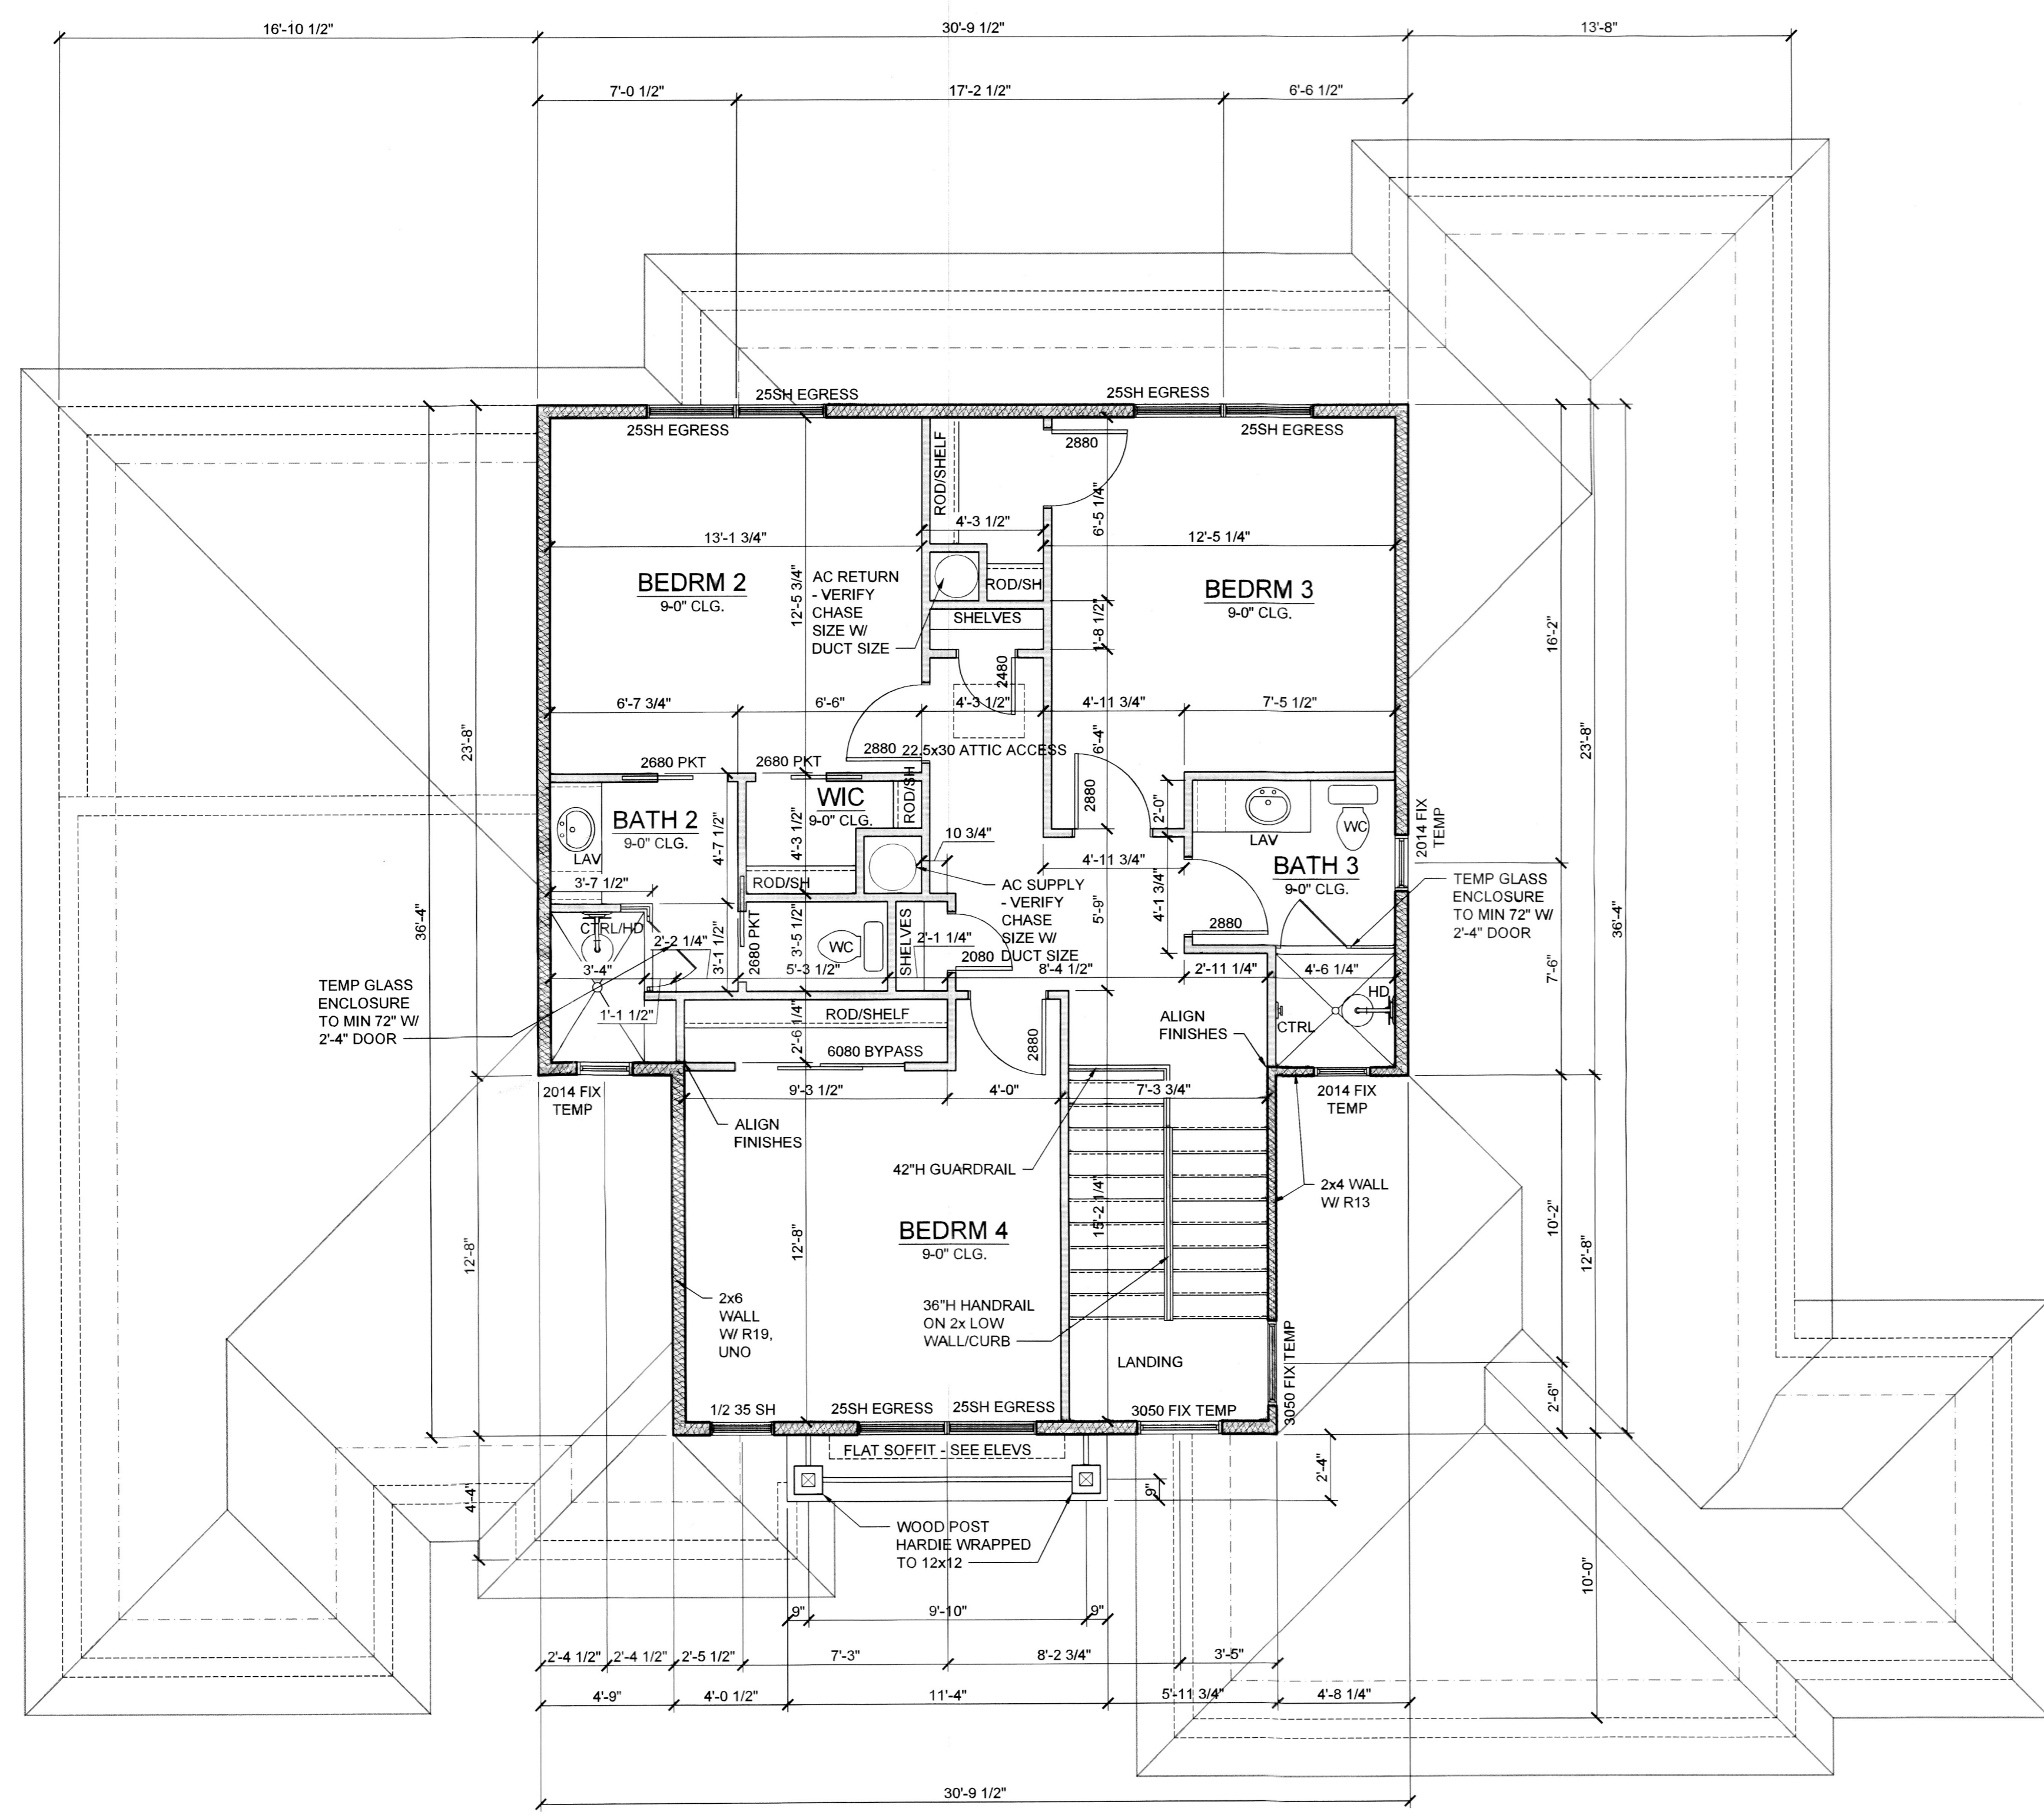 16'-10 1/2"
30'-9 1/2"
13'-8"
7'-0 1/2"
17'-2 1/2"
6'-6 1/2"
25SH EGRESS
25SH EGRESS
25SH EGRESS
25SH EGRESS
2880
ROD/SHELF
6'-5 1/4"
4'-3 1/2"
13'-1 3/4"
12'-5 1/4"
BEDRM 2
9-0" CLG.
12'-5 3/4"
AC RETURN
- VERIFY
CHASE
SIZE W/
DUCT SIZE
ROD/SH
SHELVES
1'-8 1/2"
BEDRM 3
9-0" CLG.
16'-2"
23'-8"
23'-8"
36'-4"
36'-4"
2480
6'-7 3/4"
6'-6"
4'-3 1/2"
4'-11 3/4"
7'-5 1/2"
6'-4"
2880
22.5x30 ATTIC ACCESS
2680 PKT
2680 PKT
WIC
9-0" CLG.
ROD/SH
BATH 2
9-0" CLG.
LAV
4'-7 1/2"
4'-3 1/2"
10 3/4"
2880
2'-0"
LAV
WC
2014 FIX
TEMP
BATH 3
9-0" CLG.
4'-11 3/4"
4'-1 3/4"
2880
TEMP GLASS
ENCLOSURE
TO MIN 72" W/
2'-4" DOOR
3'-7 1/2"
ROD/SH
AC SUPPLY
- VERIFY
CHASE
SIZE W/
DUCT SIZE
5'-9"
CTRL/HD
2'-2 1/4"
3'-1 1/2"
2680 PKT
3'-5 1/2"
WC
SHELVES
2'-1 1/4"
2080
3'-4"
5'-3 1/2"
8'-4 1/2"
2'-11 1/4"
4'-6 1/4"
7'-6"
TEMP GLASS
ENCLOSURE
TO MIN 72" W/
2'-4" DOOR
1'-1 1/2"
2'-6 1/4"
ROD/SHELF
6080 BYPASS
2880
ALIGN
FINISHES
HD
CTRL
2014 FIX
TEMP
9'-3 1/2"
4'-0"
7'-3 3/4"
2014 FIX
TEMP
ALIGN
FINISHES
42"H GUARDRAIL
2x4 WALL
W/ R13
15'-2 1/4"
10'-2"
12'-8"
12'-8"
12'-8"
BEDRM 4
9-0" CLG.
2x6
WALL
W/ R19,
UNO
36"H HANDRAIL
ON 2x LOW
WALL/CURB
LANDING
3050 FIX TEMP
2'-6"
1/2 35 SH
25SH EGRESS
25SH EGRESS
3050 FIX TEMP
FLAT SOFFIT - SEE ELEVS
4'-4"
9"
2'-4"
WOOD POST
HARDIE WRAPPED
TO 12x12
10'-0"
9"
9'-10"
9"
2'-4 1/2"
2'-4 1/2"
2'-5 1/2"
7'-3"
8'-2 3/4"
3'-5"
4'-9"
4'-0 1/2"
11'-4"
5'-11 3/4"
4'-8 1/4"
30'-9 1/2"